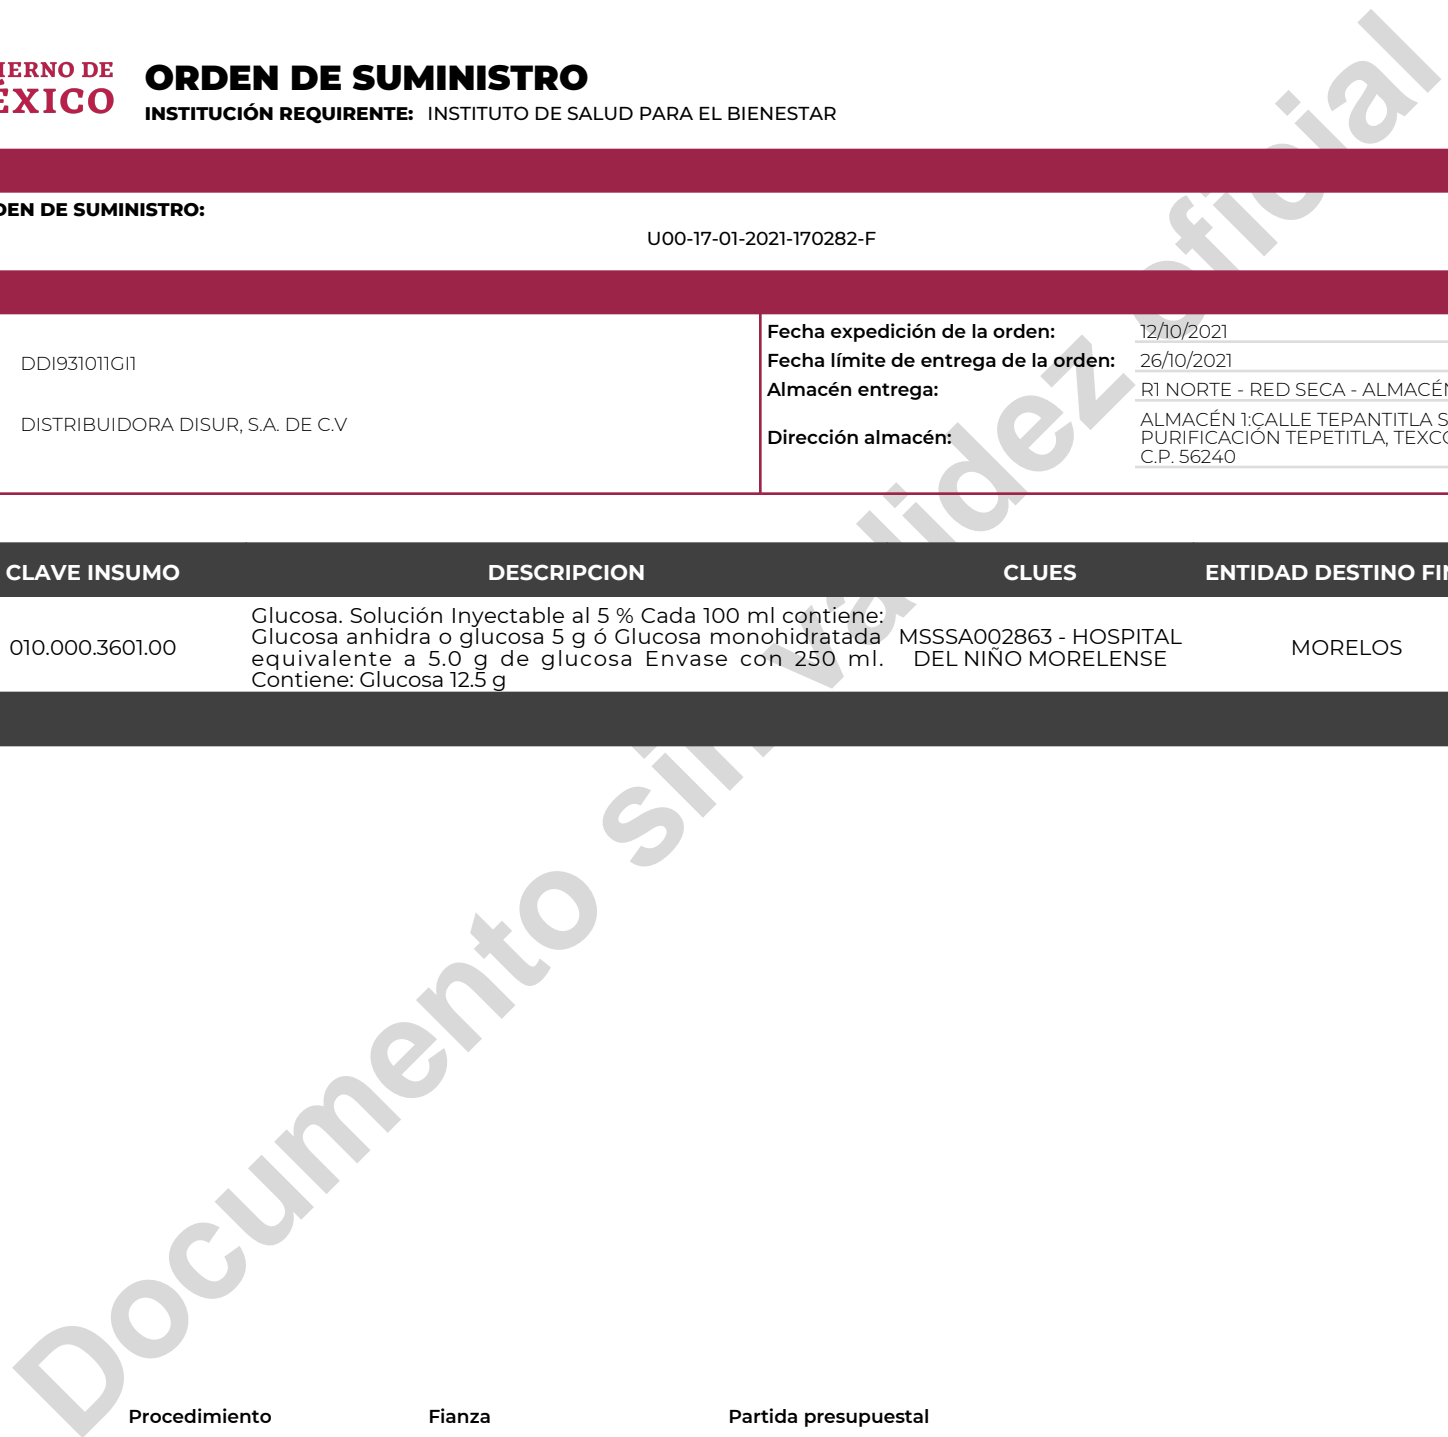 IERNO DE
ÉXICO
ORDEN DE SUMINISTRO
INSTITUCIÓN REQUIRENTE: INSTITUTO DE SALUD PARA EL BIENESTAR
DEN DE SUMINISTRO:
U00-17-01-2021-170282-F
DDI931011GI1
DISTRIBUIDORA DISUR, S.A. DE C.V
Fecha expedición de la orden: 12/10/2021
Fecha límite de entrega de la orden: 26/10/2021
Almacén entrega: R1 NORTE - RED SECA - ALMACÉN
Dirección almacén: ALMACÉN 1:CALLE TEPANTITLA S
PURIFICACIÓN TEPETITLA, TEXCO
C.P. 56240
CLAVE INSUMO DESCRIPCION CLUES ENTIDAD DESTINO FIN
010.000.3601.00
Glucosa. Solución Inyectable al 5 % Cada 100 ml contiene:
Glucosa anhidra o glucosa 5 g ó Glucosa monohidratada
equivalente a 5.0 g de glucosa Envase con 250 ml.
Contiene: Glucosa 12.5 g
MSSSA002863 - HOSPITAL
DEL NIÑO MORELENSE
MORELOS
Documento sin validez oficial
Procedimiento Fianza Partida presupuestal